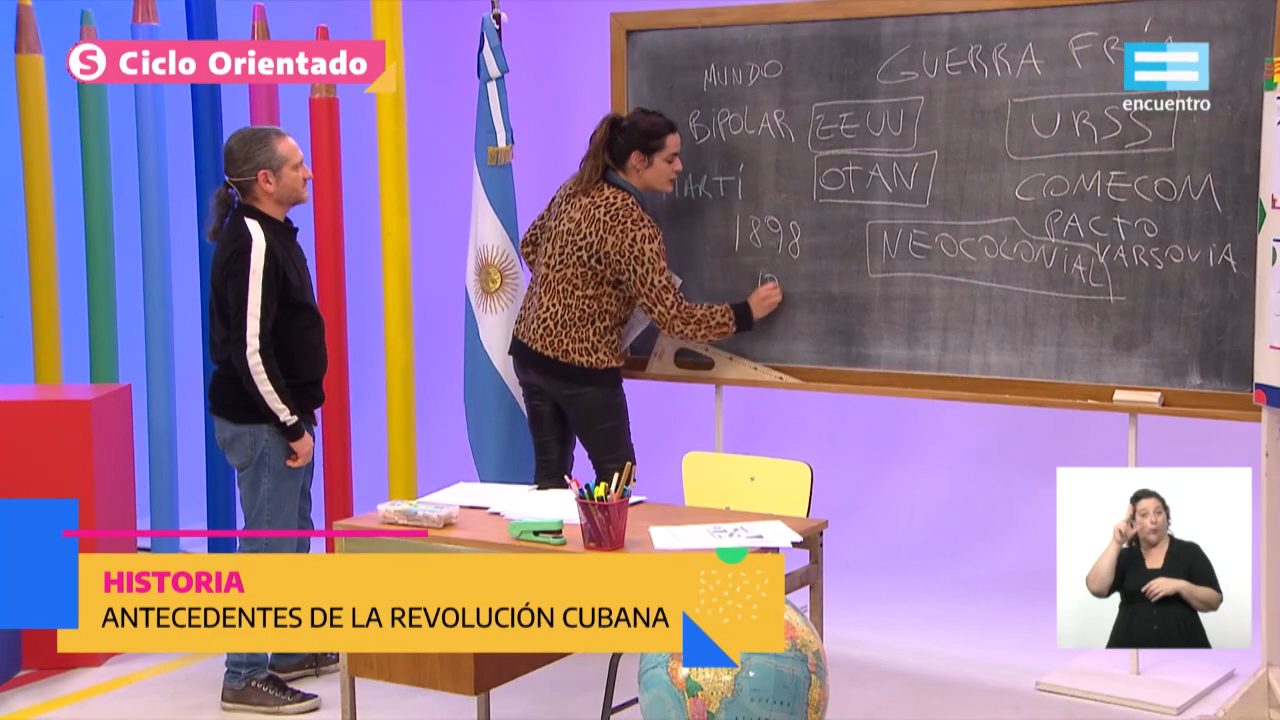 S Ciclo Orientado
encuentro
GUERRA FRÍA
MUNDO
BIPOLAR
EEUU
URSS
OTAN
COMECOM
MARTÍ
PACTO
VARSOVIA
1898
NEOCOLONIAL
HISTORIA
ANTECEDENTES DE LA REVOLUCIÓN CUBANA